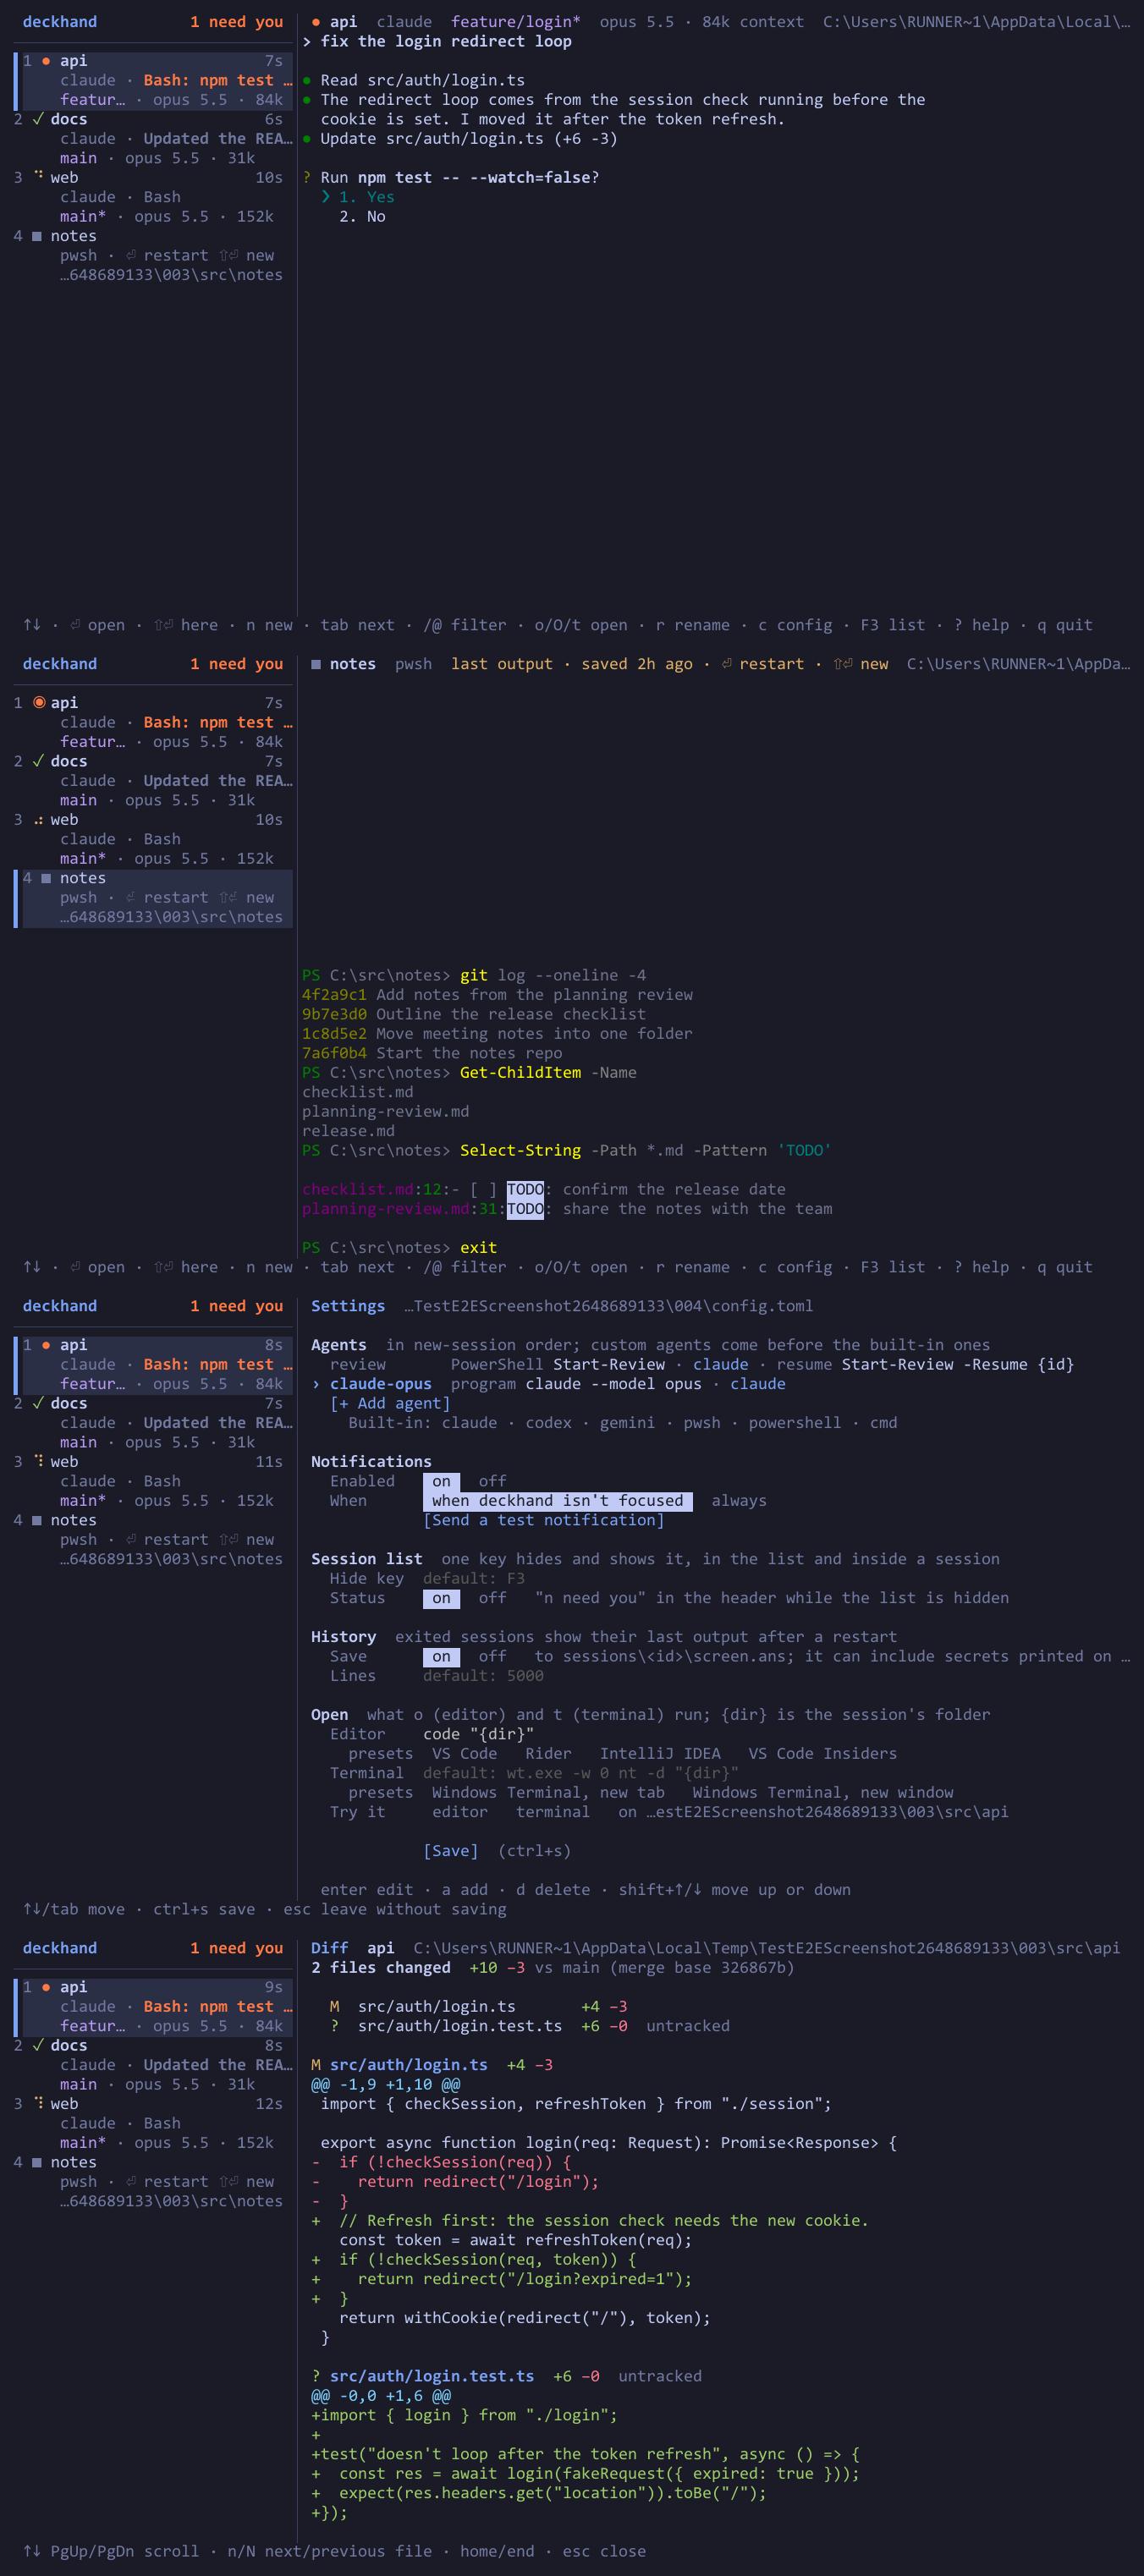 deckhand 1 need you
1 ● api 7s
claude · Bash: npm test …
featur… · opus 5.5 · 84k
2 ✓ docs 6s
claude · Updated the REA…
main · opus 5.5 · 31k
3 web 10s
claude · Bash
main* · opus 5.5 · 152k
4 ■ notes
pwsh · ⏎ restart ⇧⏎ new
…648689133\003\src\notes
● api claude feature/login* opus 5.5 · 84k context C:\Users\RUNNER~1\AppData\Local\…
> fix the login redirect loop
● Read src/auth/login.ts
● The redirect loop comes from the session check running before the
cookie is set. I moved it after the token refresh.
● Update src/auth/login.ts (+6 -3)
? Run npm test -- --watch=false?
❯ 1. Yes
2. No
↑↓ · ⏎ open · ⇧⏎ here · n new · tab next · /@ filter · o/O/t open · r rename · c config · F3 list · ? help · q quit
deckhand 1 need you
1 ◉ api 7s
claude · Bash: npm test …
featur… · opus 5.5 · 84k
2 ✓ docs 7s
claude · Updated the REA…
main · opus 5.5 · 31k
3 web 10s
claude · Bash
main* · opus 5.5 · 152k
4 ■ notes
pwsh · ⏎ restart ⇧⏎ new
…648689133\003\src\notes
■ notes pwsh last output · saved 2h ago · ⏎ restart · ⇧⏎ new C:\Users\RUNNER~1\AppDa…
PS C:\src\notes> git log --oneline -4
4f2a9c1 Add notes from the planning review
9b7e3d0 Outline the release checklist
1c8d5e2 Move meeting notes into one folder
7a6f0b4 Start the notes repo
PS C:\src\notes> Get-ChildItem -Name
checklist.md
planning-review.md
release.md
PS C:\src\notes> Select-String -Path *.md -Pattern 'TODO'
checklist.md:12:- [ ] TODO: confirm the release date
planning-review.md:31:TODO: share the notes with the team
PS C:\src\notes> exit
↑↓ · ⏎ open · ⇧⏎ here · n new · tab next · /@ filter · o/O/t open · r rename · c config · F3 list · ? help · q quit
deckhand 1 need you
1 ● api 8s
claude · Bash: npm test …
featur… · opus 5.5 · 84k
2 ✓ docs 7s
claude · Updated the REA…
main · opus 5.5 · 31k
3 web 11s
claude · Bash
main* · opus 5.5 · 152k
4 ■ notes
pwsh · ⏎ restart ⇧⏎ new
…648689133\003\src\notes
Settings …TestE2EScreenshot2648689133\004\config.toml
Agents in new-session order; custom agents come before the built-in ones
review PowerShell Start-Review · claude · resume Start-Review -Resume {id}
› claude-opus program claude --model opus · claude
[+ Add agent]
Built-in: claude · codex · gemini · pwsh · powershell · cmd
Notifications
Enabled on off
When when deckhand isn't focused always
[Send a test notification]
Session list one key hides and shows it, in the list and inside a session
Hide key default: F3
Status on off "n need you" in the header while the list is hidden
History exited sessions show their last output after a restart
Save on off to sessions\<id>\screen.ans; it can include secrets printed on …
Lines default: 5000
Open what o (editor) and t (terminal) run; {dir} is the session's folder
Editor code "{dir}"
presets VS Code Rider IntelliJ IDEA VS Code Insiders
Terminal default: wt.exe -w 0 nt -d "{dir}"
presets Windows Terminal, new tab Windows Terminal, new window
Try it editor terminal on …estE2EScreenshot2648689133\003\src\api
[Save] (ctrl+s)
enter edit · a add · d delete · shift+↑/↓ move up or down
↑↓/tab move · ctrl+s save · esc leave without saving
deckhand 1 need you
1 ● api 9s
claude · Bash: npm test …
featur… · opus 5.5 · 84k
2 ✓ docs 8s
claude · Updated the REA…
main · opus 5.5 · 31k
3 web 12s
claude · Bash
main* · opus 5.5 · 152k
4 ■ notes
pwsh · ⏎ restart ⇧⏎ new
…648689133\003\src\notes
Diff api C:\Users\RUNNER~1\AppData\Local\Temp\TestE2EScreenshot2648689133\003\src\api
2 files changed +10 −3 vs main (merge base 326867b)
M src/auth/login.ts +4 −3
? src/auth/login.test.ts +6 −0 untracked
M src/auth/login.ts +4 −3
@@ -1,9 +1,10 @@
import { checkSession, refreshToken } from "./session";
export async function login(req: Request): Promise<Response> {
-  if (!checkSession(req)) {
-    return redirect("/login");
-  }
+  // Refresh first: the session check needs the new cookie.
const token = await refreshToken(req);
+  if (!checkSession(req, token)) {
+    return redirect("/login?expired=1");
+  }
return withCookie(redirect("/"), token);
}
? src/auth/login.test.ts +6 −0 untracked
@@ -0,0 +1,6 @@
+import { login } from "./login";
+
+test("doesn't loop after the token refresh", async () => {
+  const res = await login(fakeRequest({ expired: true }));
+  expect(res.headers.get("location")).toBe("/");
+});
↑↓ PgUp/PgDn scroll · n/N next/previous file · home/end · esc close